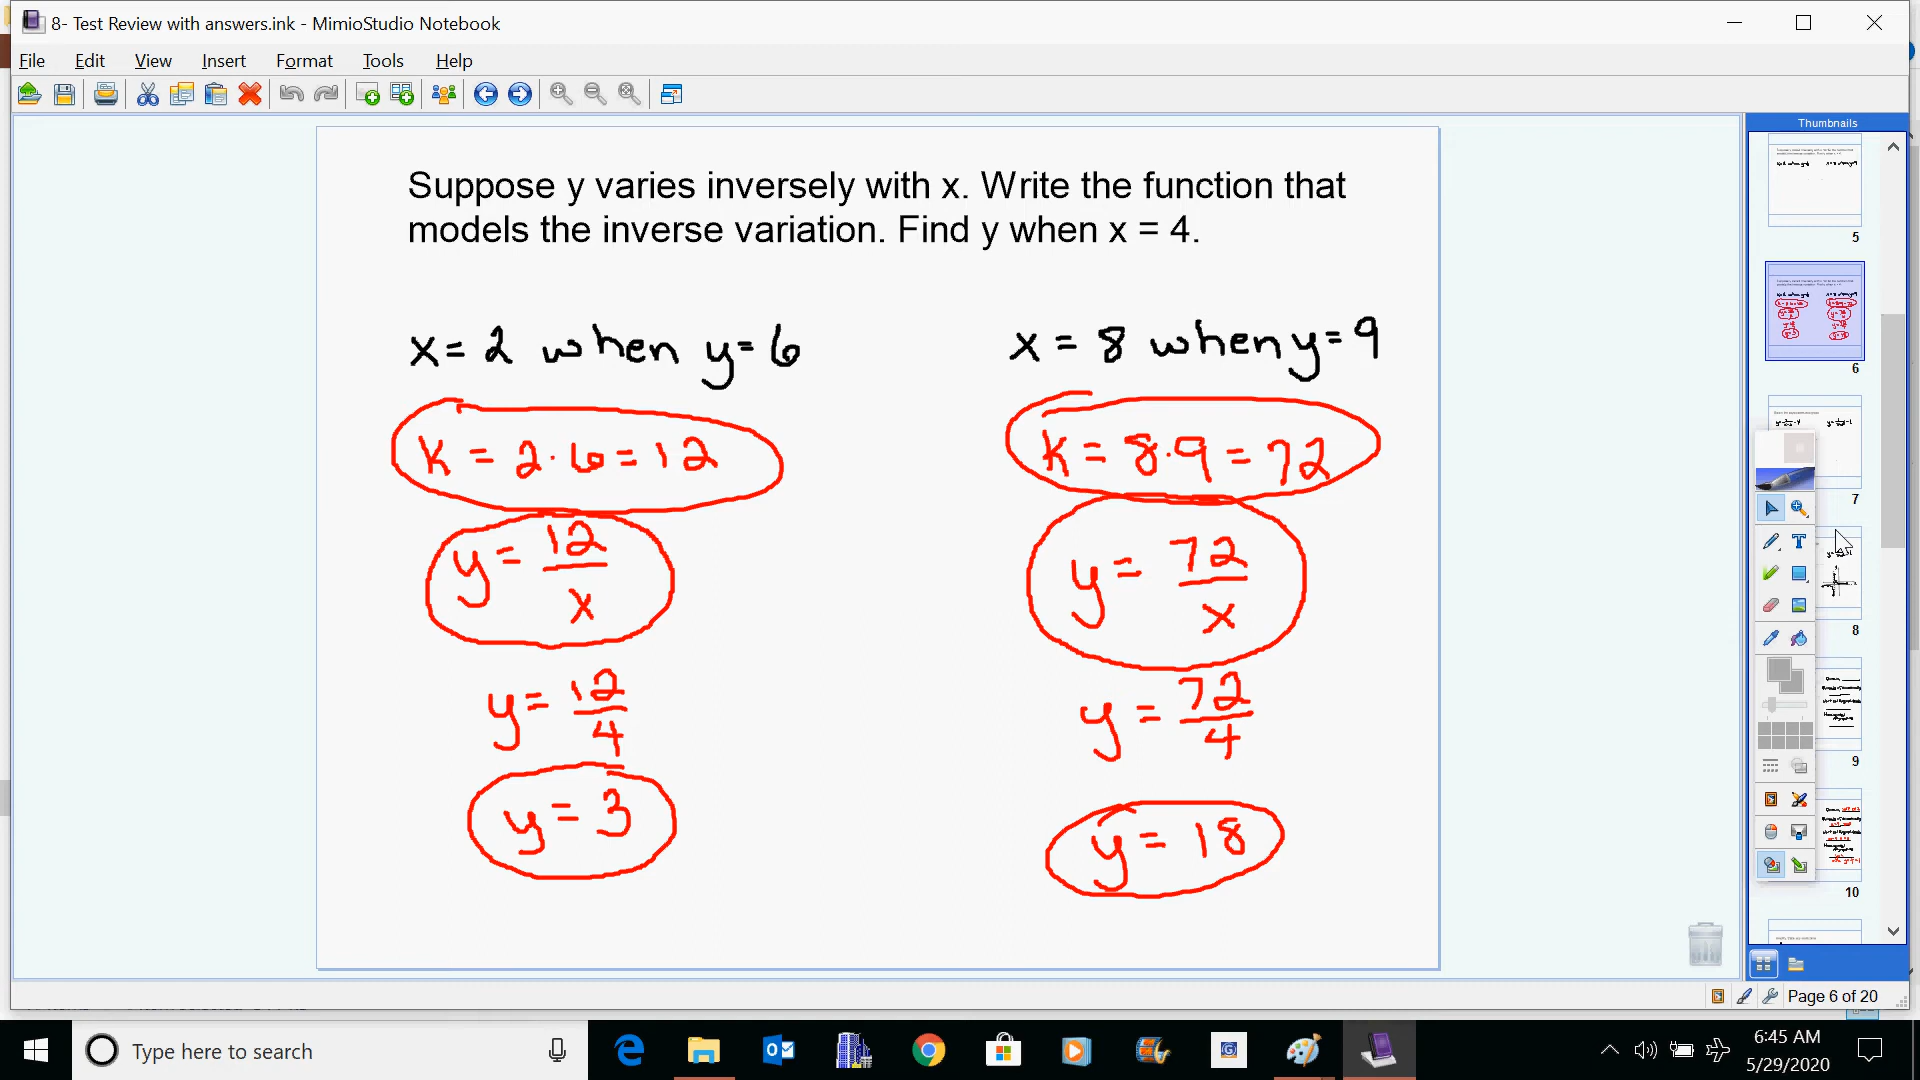 8- Test Review with answers.ink - MimioStudio Notebook
File Edit View Insert Format Tools Help
Thumbnails
Suppose y varies inversely with x. Write the function that
models the inverse variation. Find y when x = 4.
x = 2 when y = 6
K = 2 · 6 = 12
y = 12/x
y = 12/4
y = 3
x = 8 when y = 9
K = 8 · 9 = 72
y = 72/x
y = 72/4
y = 18
5
6
7
8
9
10
Page 6 of 20
Type here to search
6:45 AM
5/29/2020